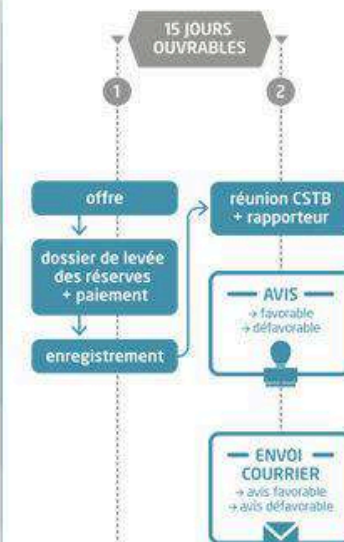 15 JOURS
OUVRABLES
1
2
offre
dossier de levée
des réserves
+ paiement
enregistrement
réunion CSTB
+ rapporteur
AVIS
→ favorable
→ défavorable
ENVOI
COURRIER
→ avis favorable
→ avis défavorable